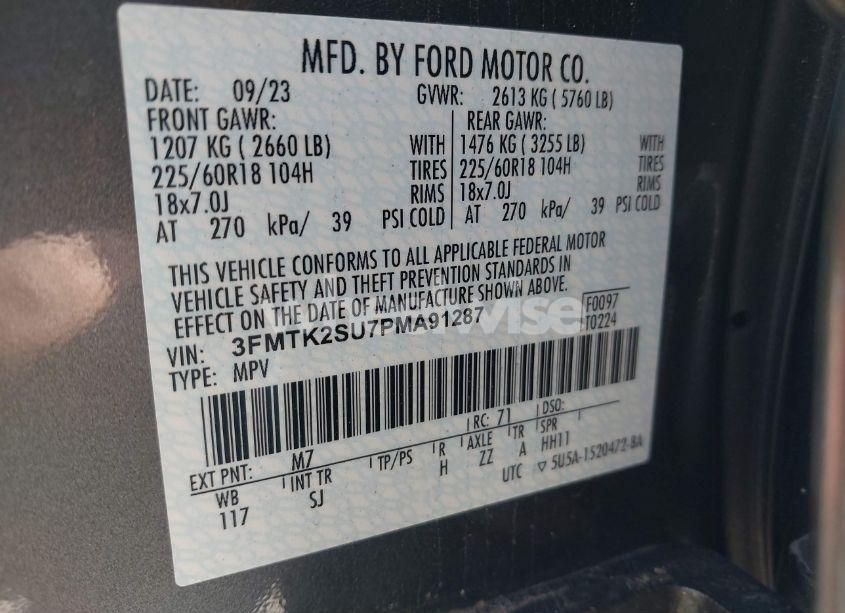 MFD. BY FORD MOTOR CO.
DATE: 09/23 GVWR: 2613 KG ( 5760 LB)
FRONT GAWR: REAR GAWR:
1207 KG ( 2660 LB) WITH 1476 KG ( 3255 LB) WITH
225/60R18 104H TIRES 225/60R18 104H TIRES
18x7.0J RIMS 18x7.0J RIMS
AT 270 kPa/ 39 PSI COLD AT 270 kPa/ 39 PSI COLD
THIS VEHICLE CONFORMS TO ALL APPLICABLE FEDERAL MOTOR
VEHICLE SAFETY AND THEFT PREVENTION STANDARDS IN
EFFECT ON THE DATE OF MANUFACTURE SHOWN ABOVE.
VIN: 3FMTK2SU7PMA91287 F0097
TYPE: MPV T0224
EXT PNT: M7 RC: 71 DSO:
WB INT TR TP/PS R AXLE TR SPR
117 SJ H ZZ A HH11
UTC ▽ 5U5A-1520472-BA